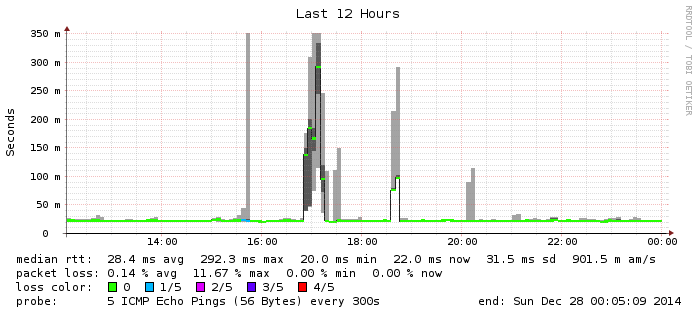 Last 12 Hours
RRDTOOL / TOBI OETIKER
Seconds
350 m
300 m
250 m
200 m
150 m
100 m
50 m
0
14:00 16:00 18:00 20:00 22:00 00:00
median rtt: 28.4 ms avg 292.3 ms max 20.0 ms min 22.0 ms now 31.5 ms sd 901.5 m am/s
packet loss: 0.14 % avg 11.67 % max 0.00 % min 0.00 % now
loss color: 0 1/5 2/5 3/5 4/5
probe: 5 ICMP Echo Pings (56 Bytes) every 300s end: Sun Dec 28 00:05:09 2014